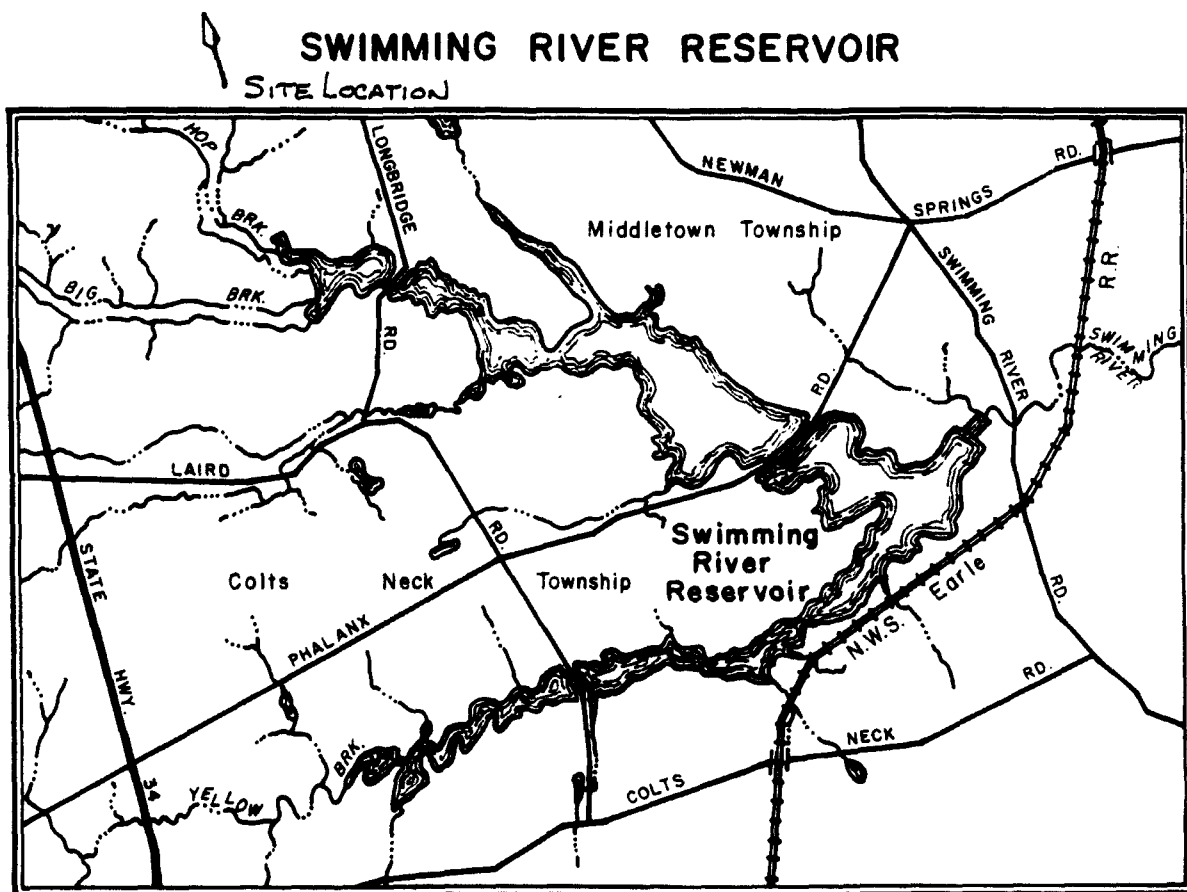 SWIMMING RIVER RESERVOIR
SITE LOCATION
HOP
BRK.
LONGBRIDGE
RD.
NEWMAN
SPRINGS
RD.
Middletown Township
BIG
BRK.
SWIMMING
RIVER
RD.
R.R.
SWIMMING
RIVER
RD.
LAIRD
RD.
STATE
HWY.
34
Colts Neck Township
Swimming
River
Reservoir
PHALANX
N.W.S. Earle
YELLOW
BRK.
COLTS
NECK
RD.